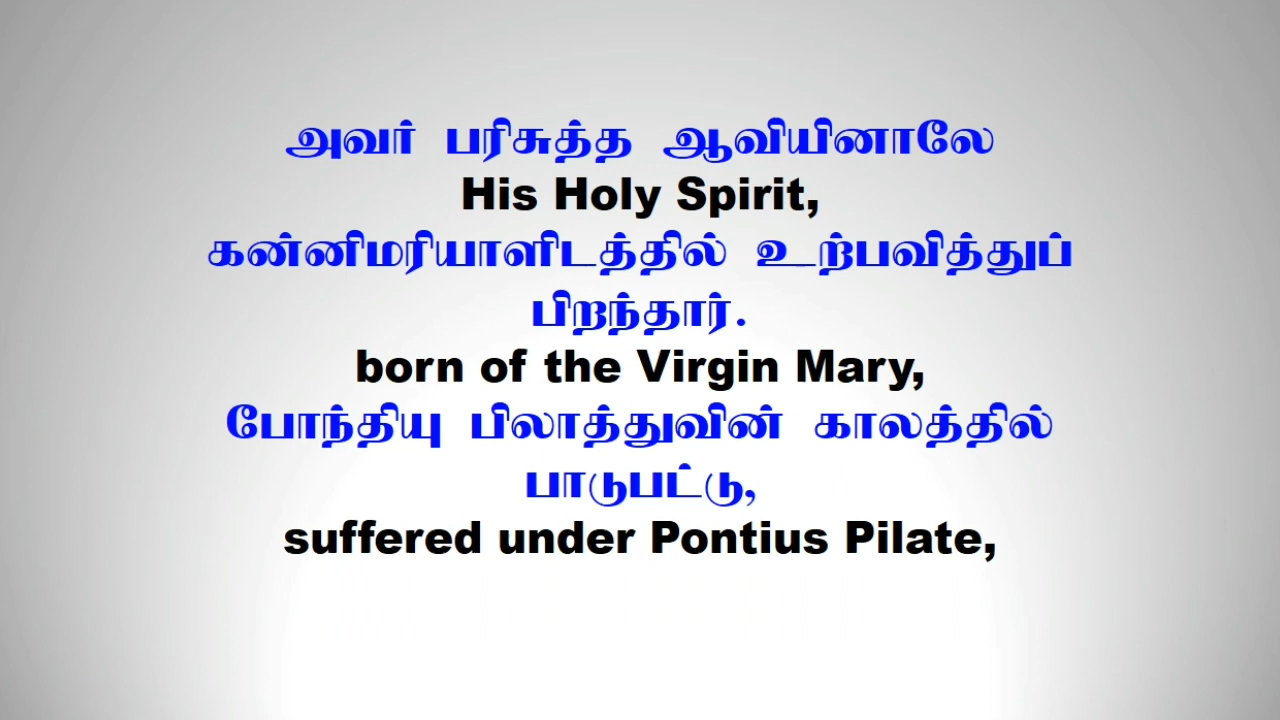 அவர் பரிசுத்த ஆவியினாலே
His Holy Spirit,
கன்னிமரியாளிடத்தில் உற்பவித்துப்
பிறந்தார்.
born of the Virgin Mary,
போந்தியு பிலாத்துவின் காலத்தில்
பாடுபட்டு,
suffered under Pontius Pilate,